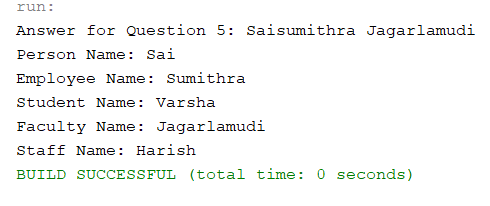 run:
Answer for Question 5: Saisumithra Jagarlamudi
Person Name: Sai
Employee Name: Sumithra
Student Name: Varsha
Faculty Name: Jagarlamudi
Staff Name: Harish
BUILD SUCCESSFUL (total time: 0 seconds)